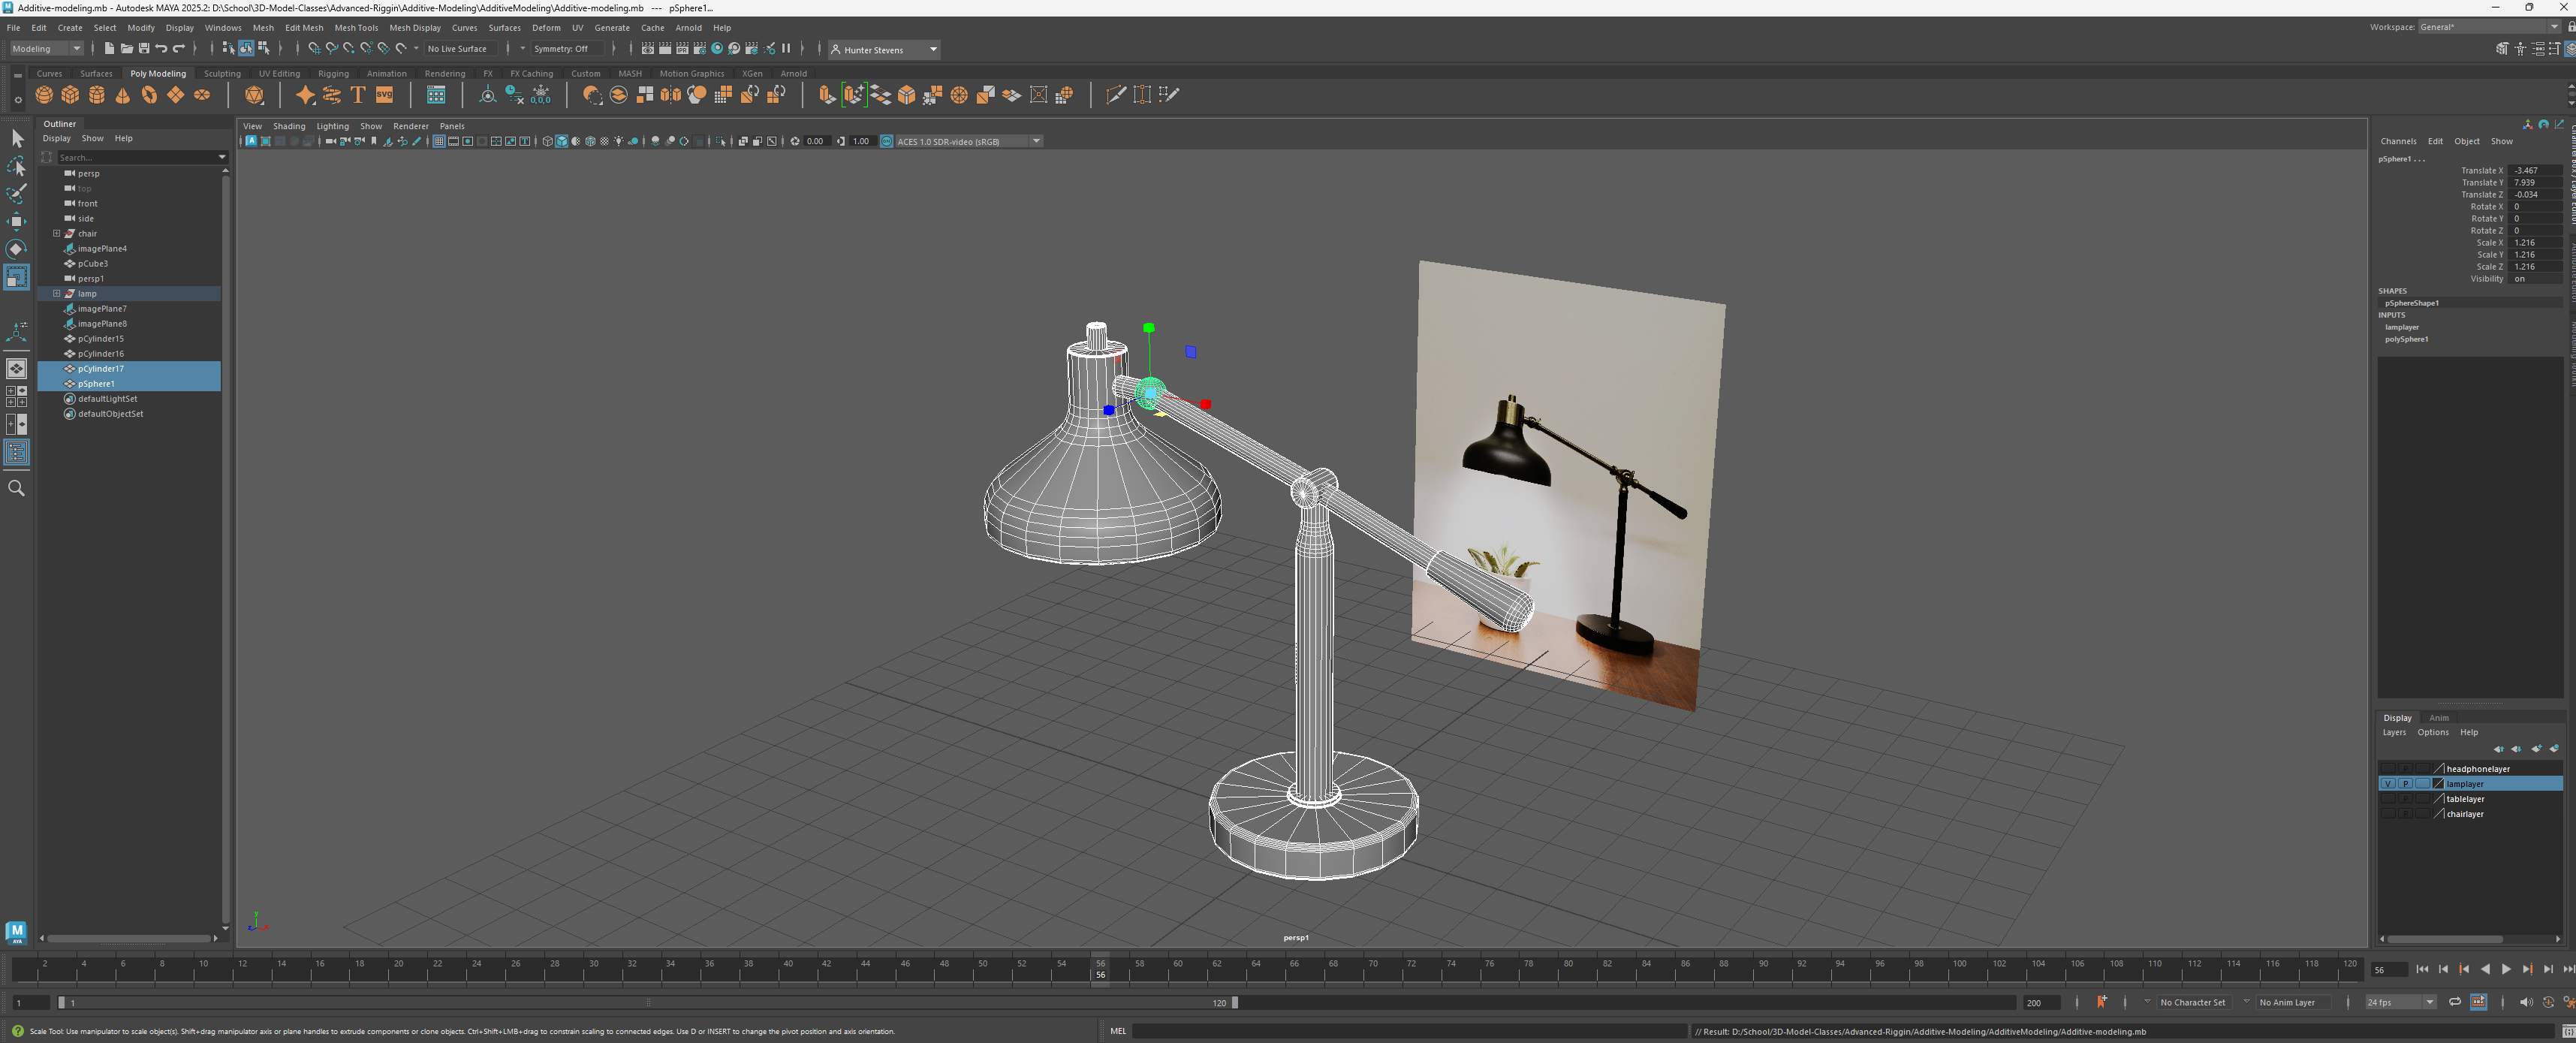 Additive-modeling.mb - Autodesk MAYA 2025.2: D:\School\3D-Model-Classes\Advanced-Riggin\Additive-Modeling\AdditiveModeling\Additive-modeling.mb --- pSphere1...
File Edit Create Select Modify Display Windows Mesh Edit Mesh Mesh Tools Mesh Display Curves Surfaces Deform UV Generate Cache Arnold Help
Workspace: General*
Modeling
No Live Surface
Symmetry: Off
Hunter Stevens
Curves Surfaces Poly Modeling Sculpting UV Editing Rigging Animation Rendering FX FX Caching Custom MASH Motion Graphics XGen Arnold
T
SVG
0,0,0
Outliner
Display Show Help
Search...
persp
top
front
side
chair
imagePlane4
pCube3
persp1
lamp
imagePlane7
imagePlane8
pCylinder15
pCylinder16
pCylinder17
pSphere1
defaultLightSet
defaultObjectSet
View Shading Lighting Show Renderer Panels
0.00
1.00
ACES 1.0 SDR-video (sRGB)
persp1
Channels Edit Object Show
pSphere1 . . .
Translate X -3.467
Translate Y 7.939
Translate Z -0.034
Rotate X 0
Rotate Y 0
Rotate Z 0
Scale X 1.216
Scale Y 1.216
Scale Z 1.216
Visibility on
SHAPES
pSphereShape1
INPUTS
lamplayer
polySphere1
Display Anim
Layers Options Help
headphonelayer
V P lamplayer
tablelayer
chairlayer
M
2 4 6 8 10 12 14 16 18 20 22 24 26 28 30 32 34 36 38 40 42 44 46 48 50 52 54 56 58 60 62 64 66 68 70 72 74 76 78 80 82 84 86 88 90 92 94 96 98 100 102 104 106 108 110 112 114 116 118 120
56
56
1
1
120
200
No Character Set
No Anim Layer
24 fps
Scale Tool: Use manipulator to scale object(s). Shift+drag manipulator axis or plane handles to extrude components or clone objects. Ctrl+Shift+LMB+drag to constrain scaling to connected edges. Use D or INSERT to change the pivot position and axis orientation.
MEL
// Result: D:/School/3D-Model-Classes/Advanced-Riggin/Additive-Modeling/AdditiveModeling/Additive-modeling.mb